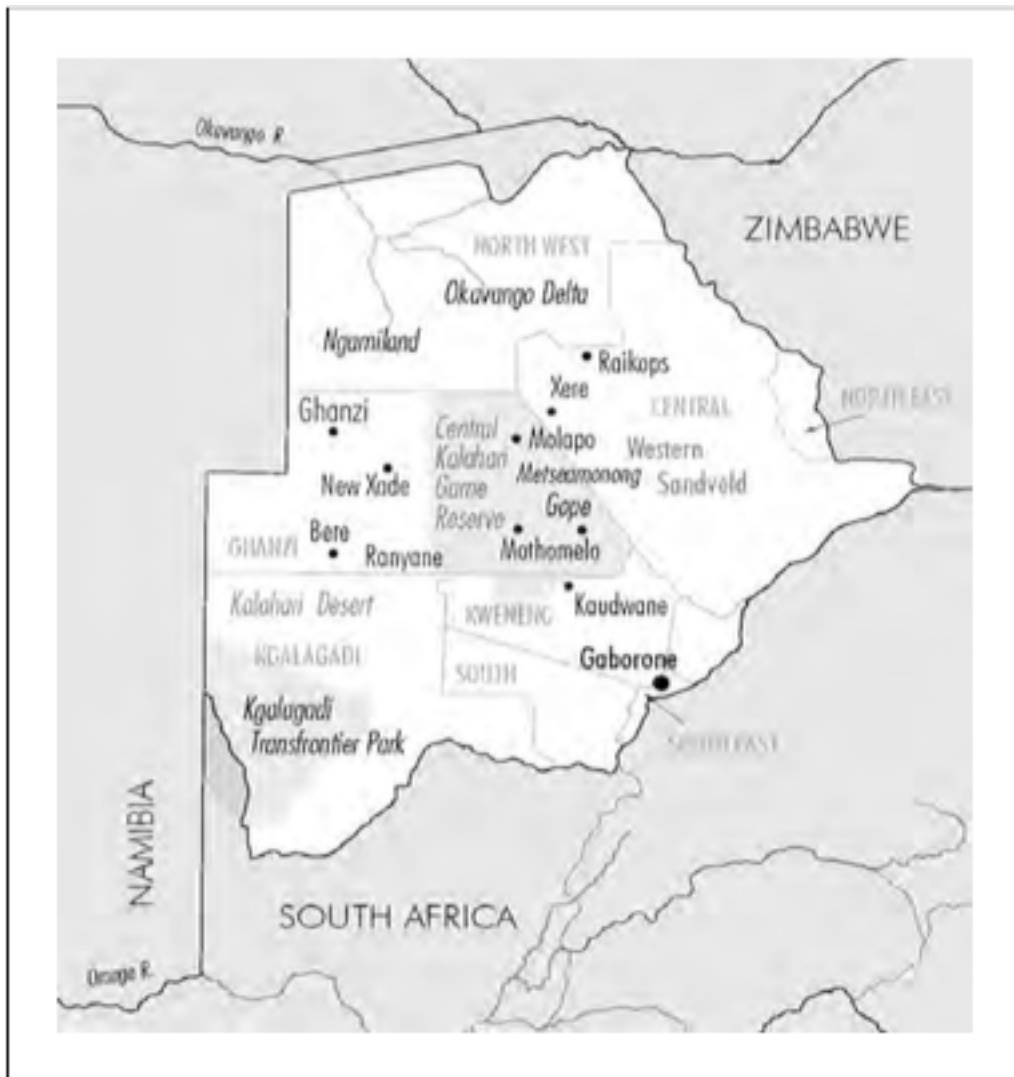 Okavango R.
ZIMBABWE
NORTH WEST
Okavango Delta
Ngamiland
Raikops
Xere
Ghanzi
CENTRAL
NORTH EAST
Central
Kalahari
Game
Reserve
Molapo
Western
Sandveld
Metseamonong
New Xade
Gope
Bere
Mothomelo
GHANZI
Ranyane
Kalahari Desert
KWENENG
Kaudwane
KGALAGADI
Gaborone
SOUTH
Kgalagadi
Transfrontier Park
SOUTH EAST
NAMIBIA
SOUTH AFRICA
Orange R.